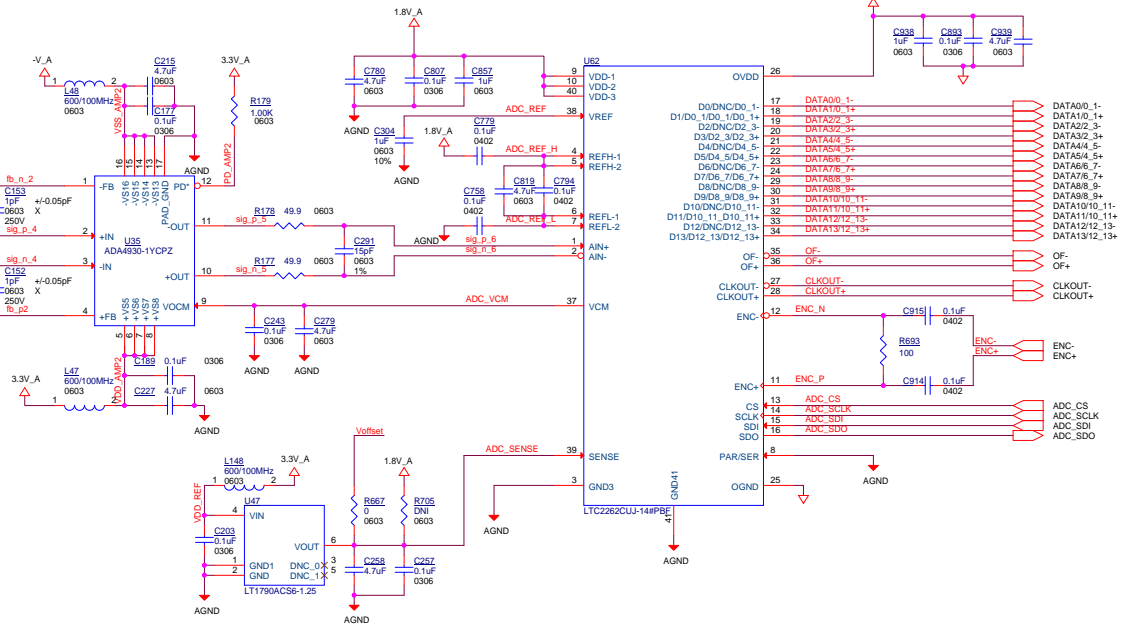 1.8V_A
-V_A
C215
4.7uF
0603
3.3V_A
L48
600/100MHz
0603
1
2
C177
0.1uF
0306
VSS_AMP2
R179
1.00K
0603
AGND
PD_AMP2
C780
4.7uF
0603
C807
0.1uF
0306
C857
1uF
0603
AGND
ADC_REF
C304
1uF
0603
10%
AGND
1.8V_A
C779
0.1uF
0402
ADC_REF_H
C819
4.7uF
0603
C794
0.1uF
0402
C758
0.1uF
0402
ADC_REF_L
AGND
C938
1uF
0603
C893
0.1uF
0306
C939
4.7uF
0603
fb_n_2
C153
1pF
0603
250V
+/-0.05pF
X
sig_p_4
sig_n_4
C152
1pF
0603
250V
+/-0.05pF
X
fb_p2
16
15
14
13
17
-VS16
-VS15
-VS14
-VS13
PAD_GND
1
-FB
PD*
12
-OUT
11
2
+IN
U35
ADA4930-1YCPZ
3
-IN
+OUT
10
VOCM
9
4
+FB
+VS5
+VS6
+VS7
+VS8
5
6
7
8
sig_p_5
R178
49.9
0603
C291
15pF
1%
sig_n_5
R177
49.9
0603
sig_p_6
sig_n_6
ADC_VCM
C243
0.1uF
0306
AGND
C279
4.7uF
0603
AGND
C189
0.1uF
0306
C227
4.7uF
0603
AGND
VDD_AMP2
L47
600/100MHz
0603
3.3V_A
1
2
U62
9
VDD-1
10
VDD-2
40
VDD-3
38
VREF
4
REFH-1
5
REFH-2
6
REFL-1
7
REFL-2
1
AIN+
2
AIN-
37
VCM
39
SENSE
3
GND3
GND41
41
LTC2262CUJ-14#PBF
AGND
AGND
OVDD
26
D0/DNC/D0_1-
17
DATA0/0_1-
DATA0/0_1-
D1/D0_1/D0_1/D0_1+
18
DATA1/0_1+
DATA1/0_1+
D2/DNC/D2_3-
19
DATA2/2_3-
DATA2/2_3-
D3/D2_3/D2_3+
20
DATA3/2_3+
DATA3/2_3+
D4/DNC/D4_5-
21
DATA4/4_5-
DATA4/4_5-
D5/D4_5/D4_5+
22
DATA5/4_5+
DATA5/4_5+
D6/DNC/D6_7-
23
DATA6/6_7-
DATA6/6_7-
D7/D6_7/D6_7+
24
DATA7/6_7+
DATA7/6_7+
D8/DNC/D8_9-
29
DATA8/8_9-
DATA8/8_9-
D9/D8_9/D8_9+
30
DATA9/8_9+
DATA9/8_9+
D10/DNC/D10_11-
31
DATA10/10_11-
DATA10/10_11-
D11/D10_11_D10_11+
32
DATA11/10_11+
DATA11/10_11+
D12/DNC/D12_13-
33
DATA12/12_13-
DATA12/12_13-
D13/D12_13/D12_13+
34
DATA13/12_13+
DATA13/12_13+
OF-
35
OF-
OF-
OF+
36
OF+
OF+
CLKOUT-
27
CLKOUT-
CLKOUT-
CLKOUT+
28
CLKOUT+
CLKOUT+
ENC-
12
ENC_N
C915
0.1uF
0402
R693
100
ENC-
ENC-
ENC+
ENC+
ENC+
11
ENC_P
C914
0.1uF
0402
CS
13
ADC_CS
ADC_CS
SCLK
14
ADC_SCLK
ADC_SCLK
SDI
15
ADC_SDI
ADC_SDI
SDO
16
ADC_SDO
ADC_SDO
PAR/SER
8
AGND
OGND
25
Voffset
ADC_SENSE
1.8V_A
R667
0
0603
R705
DNI
0603
C258
4.7uF
C257
0.1uF
0306
AGND
L148
600/100MHz
0603
1
2
3.3V_A
VDD_REF
C203
0.1uF
0306
AGND
U47
4
VIN
VOUT
6
1
GND1
2
GND
DNC_0
3
DNC_1
5
LT1790ACS6-1.25